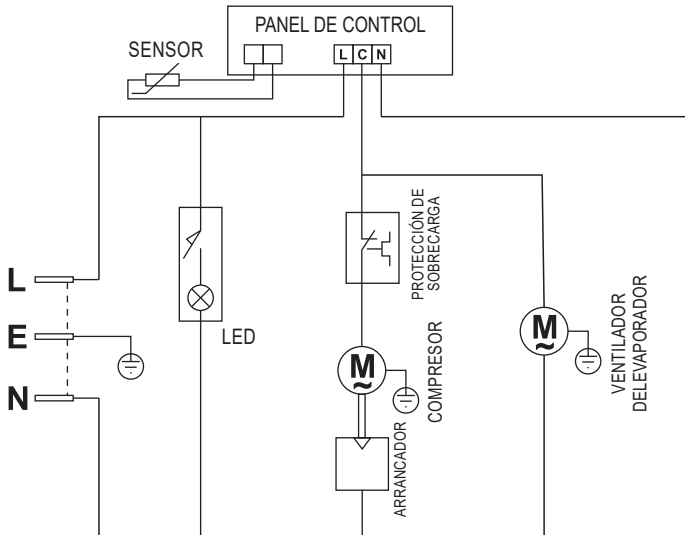 PANEL DE CONTROL
SENSOR
L C N
PROTECCIÓN DE
SOBRECARGA
L
E
N
LED
M
~
COMPRESOR
ARRANCADOR
M
~
VENTILADOR
DELEVAPORADOR